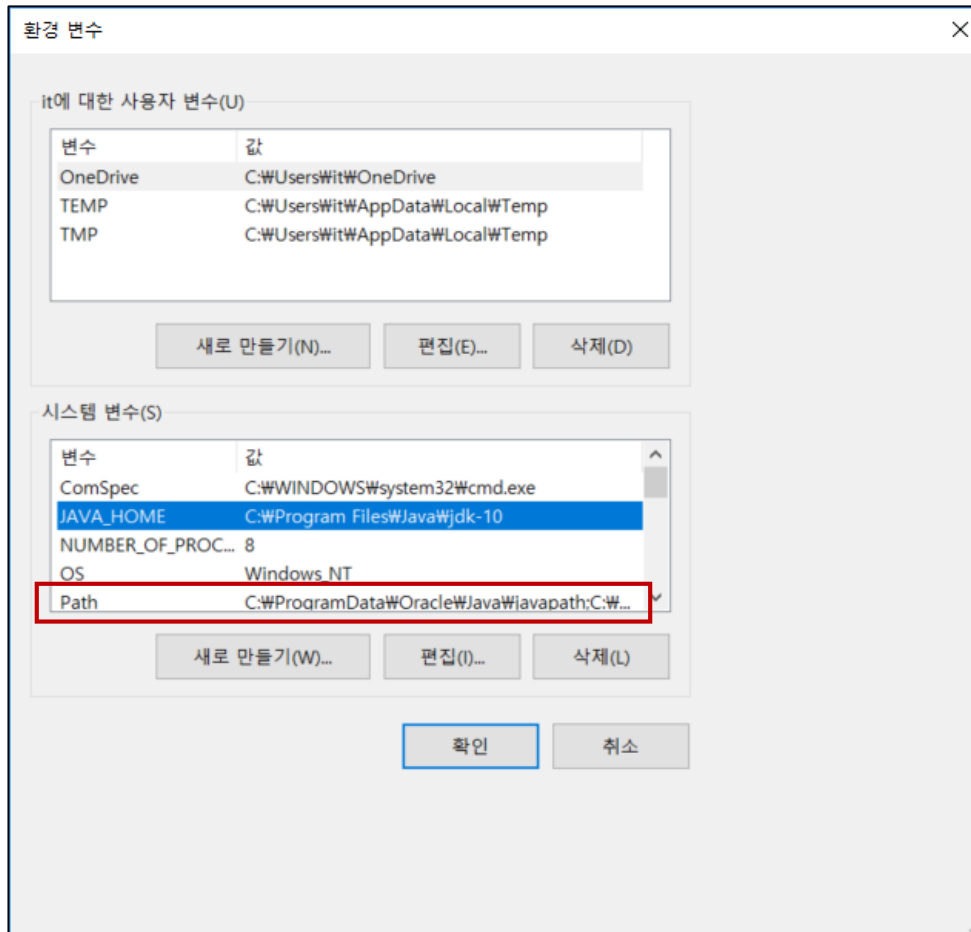 환경 변수
it에 대한 사용자 변수(U)
변수 값
OneDrive C:₩Users₩it₩OneDrive
TEMP C:₩Users₩it₩AppData₩Local₩Temp
TMP C:₩Users₩it₩AppData₩Local₩Temp
새로 만들기(N)... 편집(E)... 삭제(D)
시스템 변수(S)
변수 값
ComSpec C:₩WINDOWS₩system32₩cmd.exe
JAVA_HOME C:₩Program Files₩Java₩jdk-10
NUMBER_OF_PROC... 8
OS Windows_NT
Path C:₩ProgramData₩Oracle₩Java₩javapath;C:₩...
새로 만들기(W)... 편집(I)... 삭제(L)
확인 취소